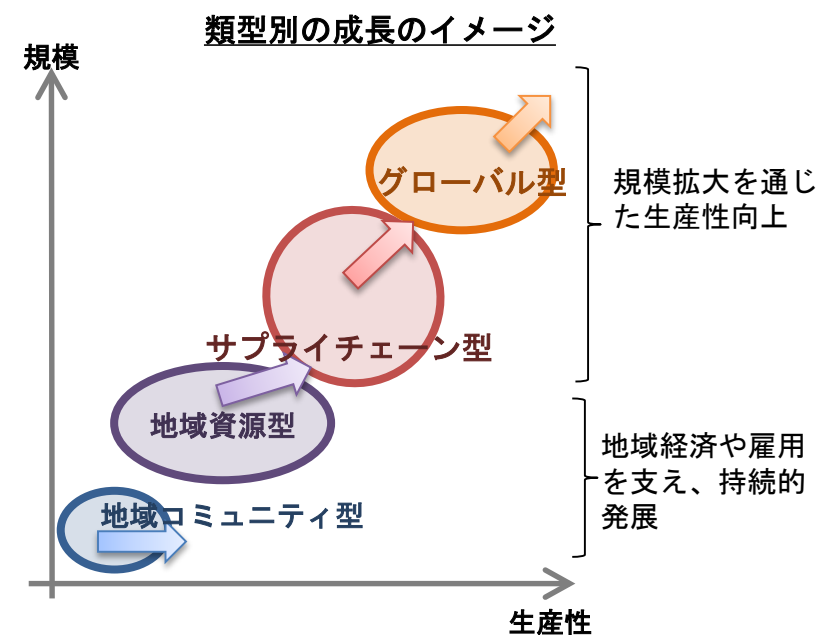 類型別の成長のイメージ
規模
グローバル型
規模拡大を通じ
た生産性向上
サプライチェーン型
地域資源型
地域経済や雇用
を支え、持続的
発展
地域コミュニティ型
生産性